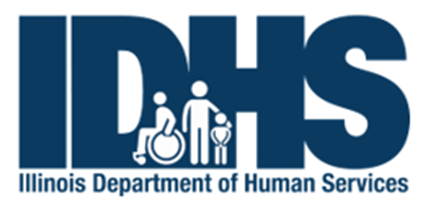 IDHS
Illinois Department of Human Services